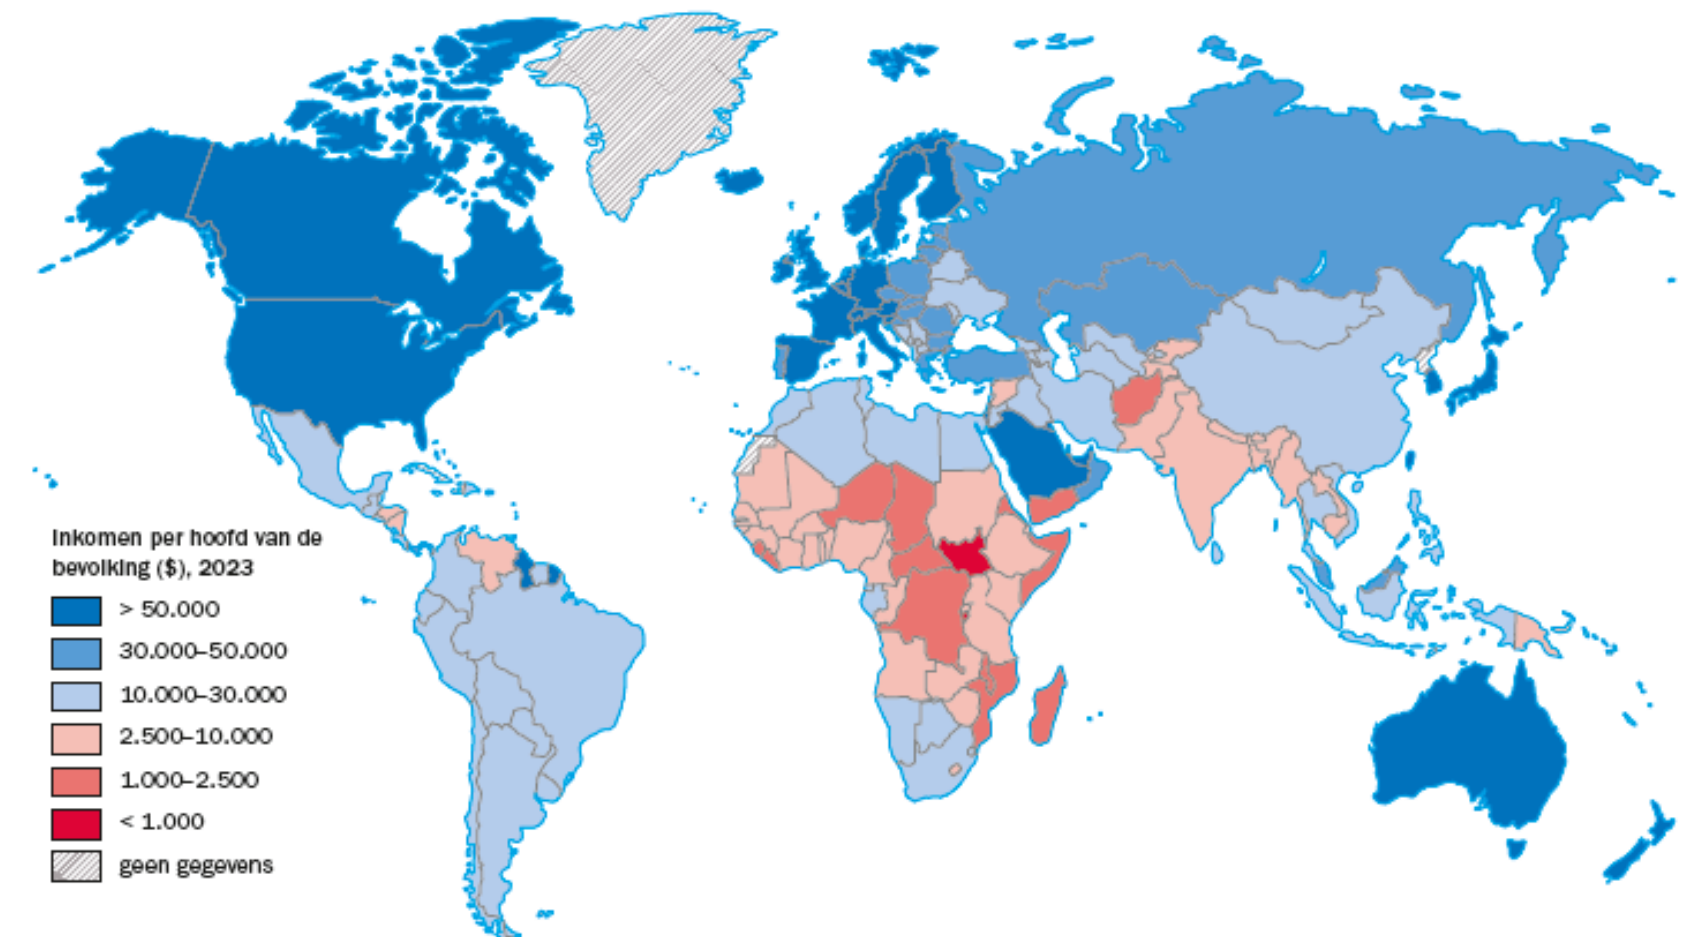 Inkomen per hoofd van de
bevolking ($), 2023
> 50.000
30.000–50.000
10.000–30.000
2.500–10.000
1.000–2.500
< 1.000
geen gegevens